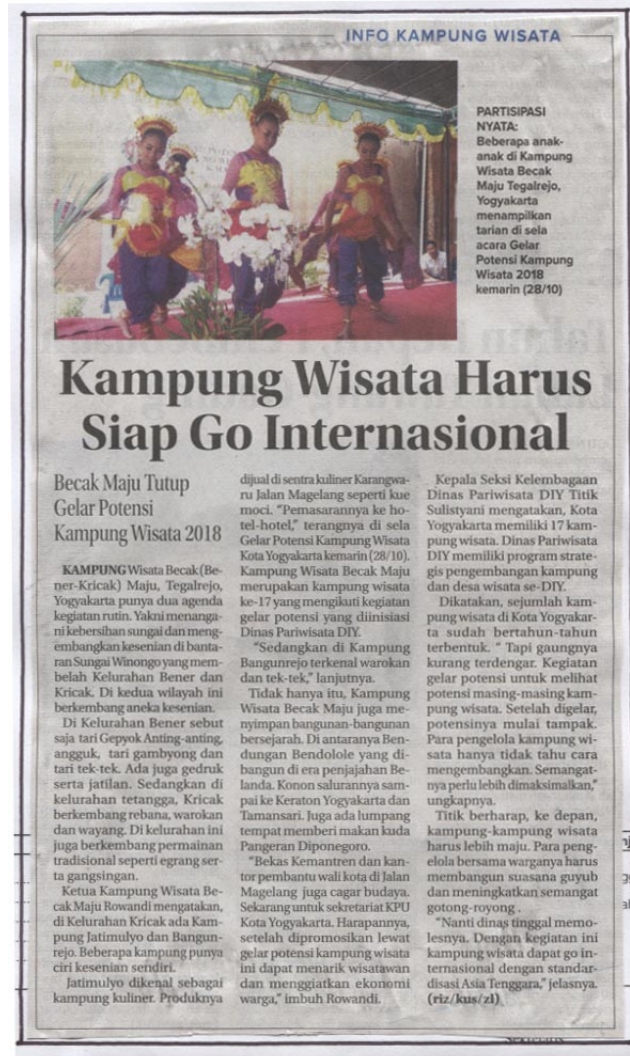 INFO KAMPUNG WISATA
PARTISIPASI
NYATA:
Beberapa anak-
anak di Kampung
Wisata Becak
Maju Tegalrejo,
Yogyakarta
menampilkan
tarian di sela
acara Gelar
Potensi Kampung
Wisata 2018
kemarin (28/10)
Kampung Wisata Harus
Siap Go Internasional
Becak Maju Tutup
Gelar Potensi
Kampung Wisata 2018
KAMPUNG Wisata Becak (Be-
ner-Kricak) Maju, Tegalrejo,
Yogyakarta punya dua agenda
kegiatan rutin. Yakni menanga-
ni kebersihan sungai dan meng-
embangkan kesenian di banta-
ran Sungai Winongo yang mem-
belah Kelurahan Bener dan
Kricak. Di kedua wilayah ini
berkembang aneka kesenian.
Di Kelurahan Bener sebut
saja tari Gepyok Anting-anting,
angguk, tari gambyong dan
tari tek-tek. Ada juga gedruk
serta jatilan. Sedangkan di
kelurahan tetangga, Kricak
berkembang rebana, warokan
dan wayang. Di kelurahan ini
juga berkembang permainan
tradisional seperti egrang ser-
ta gangsingan.
Ketua Kampung Wisata Be-
cak Maju Rowandi mengatakan,
di Kelurahan Kricak ada Kam-
pung Jatimulyo dan Bangun-
rejo. Beberapa kampung punya
ciri kesenian sendiri.
Jatimulyo dikenal sebagai
kampung kuliner. Produknya
dijual di sentra kuliner Karangwa-
ru Jalan Magelang seperti kue
moci. "Pemasarannya ke ho-
tel-hotel," terangnya di sela
Gelar Potensi Kampung Wisata
Kota Yogyakarta kemarin (28/10).
Kampung Wisata Becak Maju
merupakan kampung wisata
ke-17 yang mengikuti kegiatan
gelar potensi yang diinisiasi
Dinas Pariwisata DIY.
"Sedangkan di Kampung
Bangunrejo terkenal warokan
dan tek-tek," lanjutnya.
Tidak hanya itu, Kampung
Wisata Becak Maju juga me-
nyimpan bangunan-bangunan
bersejarah. Di antaranya Ben-
dungan Bendolole yang di-
bangun di era penjajahan Be-
landa. Konon salurannya sam-
pai ke Keraton Yogyakarta dan
Tamansari. Juga ada lumpang
tempat memberi makan kuda
Pangeran Diponegoro.
"Bekas Kemantren dan kan-
tor pembantu wali kota di Jalan
Magelang juga cagar budaya.
Sekarang untuk sekretariat KPU
Kota Yogyakarta. Harapannya,
setelah dipromosikan lewat
gelar potensi kampung wisata
ini dapat menarik wisatawan
dan menggiatkan ekonomi
warga," imbuh Rowandi.
Kepala Seksi Kelembagaan
Dinas Pariwisata DIY Titik
Sulistyani mengatakan, Kota
Yogyakarta memiliki 17 kam-
pung wisata. Dinas Pariwisata
DIY memiliki program strate-
gis pengembangan kampung
dan desa wisata se-DIY.
Dikatakan, sejumlah kam-
pung wisata di Kota Yogyakar-
ta sudah bertahun-tahun
terbentuk. " Tapi gaungnya
kurang terdengar. Kegiatan
gelar potensi untuk melihat
potensi masing-masing kam-
pung wisata. Setelah digelar,
potensinya mulai tampak.
Para pengelola kampung wi-
sata hanya tidak tahu cara
mengembangkan. Semangat-
nya perlu lebih dimaksimalkan,"
ungkapnya.
Titik berharap, ke depan,
kampung-kampung wisata
harus lebih maju. Para peng-
elola bersama warganya harus
membangun suasana guyub
dan meningkatkan semangat
gotong-royong .
"Nanti dinas tinggal memo-
lesnya. Dengan kegiatan ini
kampung wisata dapat go in-
ternasional dengan standar-
disasi Asia Tenggara," jelasnya.
(riz/kus/zl)